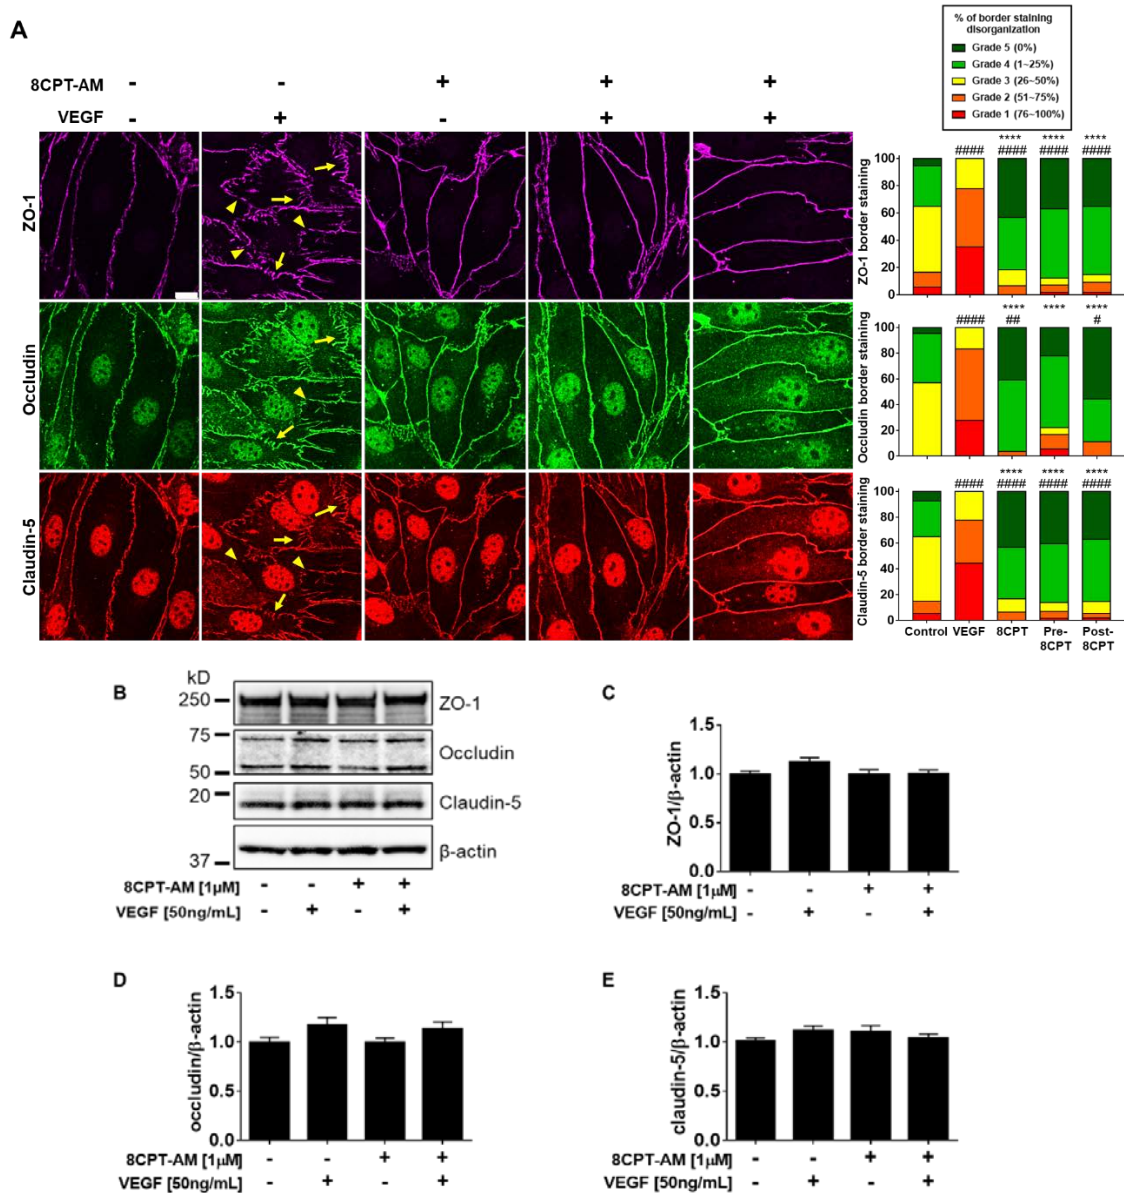 A
% of border staining
disorganization
Grade 5 (0%)
Grade 4 (1~25%)
Grade 3 (26~50%)
Grade 2 (51~75%)
Grade 1 (76~100%)
8CPT-AM - - + + +
VEGF - + - + +
ZO-1
Occludin
Claudin-5
ZO-1 border staining
100
80
60
40
20
0
#### **** **** ****
#### #### ####
Occludin border staining
100
80
60
40
20
0
#### **** **** ****
## #
Claudin-5 border staining
100
80
60
40
20
0
#### **** **** ****
#### #### ####
Control VEGF 8CPT Pre-8CPT Post-8CPT
B
kD
250
75
50
20
37
ZO-1
Occludin
Claudin-5
β-actin
8CPT-AM [1µM] - - + +
VEGF [50ng/mL] - + - +
C
ZO-1/β-actin
1.5
1.0
0.5
0.0
8CPT-AM [1µM] - - + +
VEGF [50ng/mL] - + - +
D
occludin/β-actin
1.5
1.0
0.5
0.0
8CPT-AM [1µM] - - + +
VEGF [50ng/mL] - + - +
E
claudin-5/β-actin
1.5
1.0
0.5
0.0
8CPT-AM [1µM] - - + +
VEGF [50ng/mL] - + - +